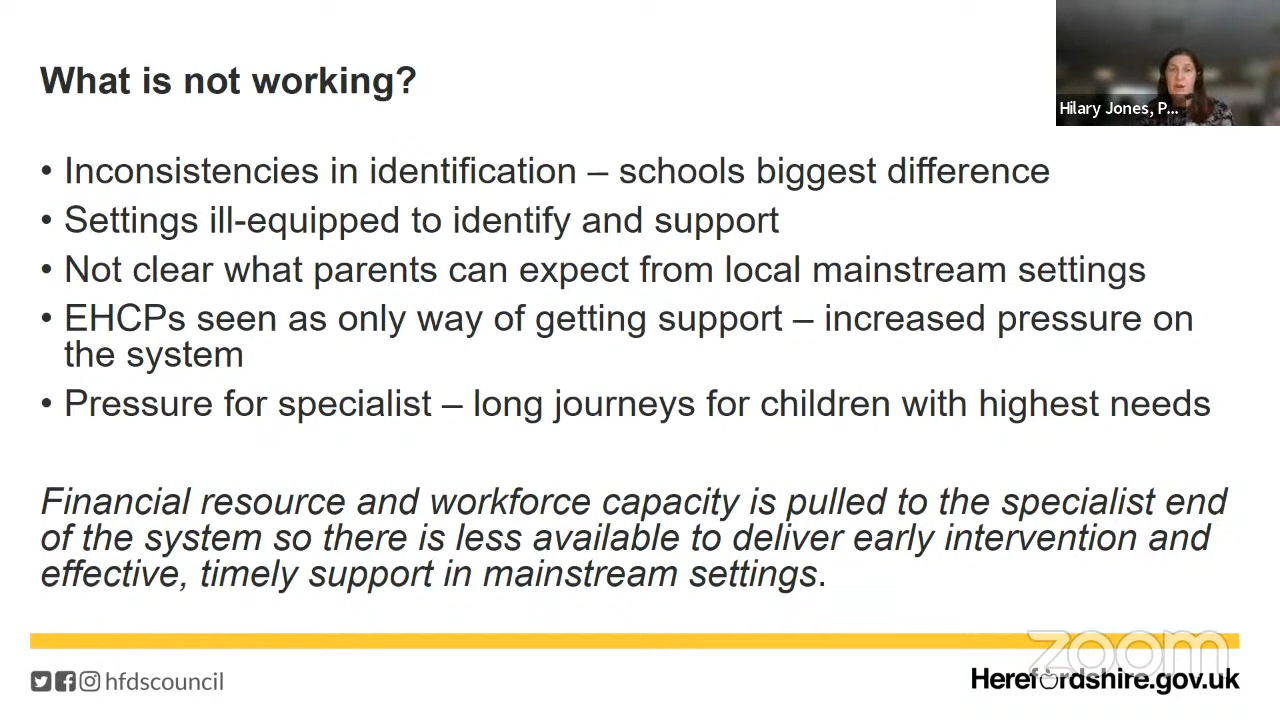 What is not working?
Hilary Jones, P...
• Inconsistencies in identification – schools biggest difference
• Settings ill-equipped to identify and support
• Not clear what parents can expect from local mainstream settings
• EHCPs seen as only way of getting support – increased pressure on
the system
• Pressure for specialist – long journeys for children with highest needs
Financial resource and workforce capacity is pulled to the specialist end
of the system so there is less available to deliver early intervention and
effective, timely support in mainstream settings.
zoom
hfdscouncil
Herefordshire.gov.uk